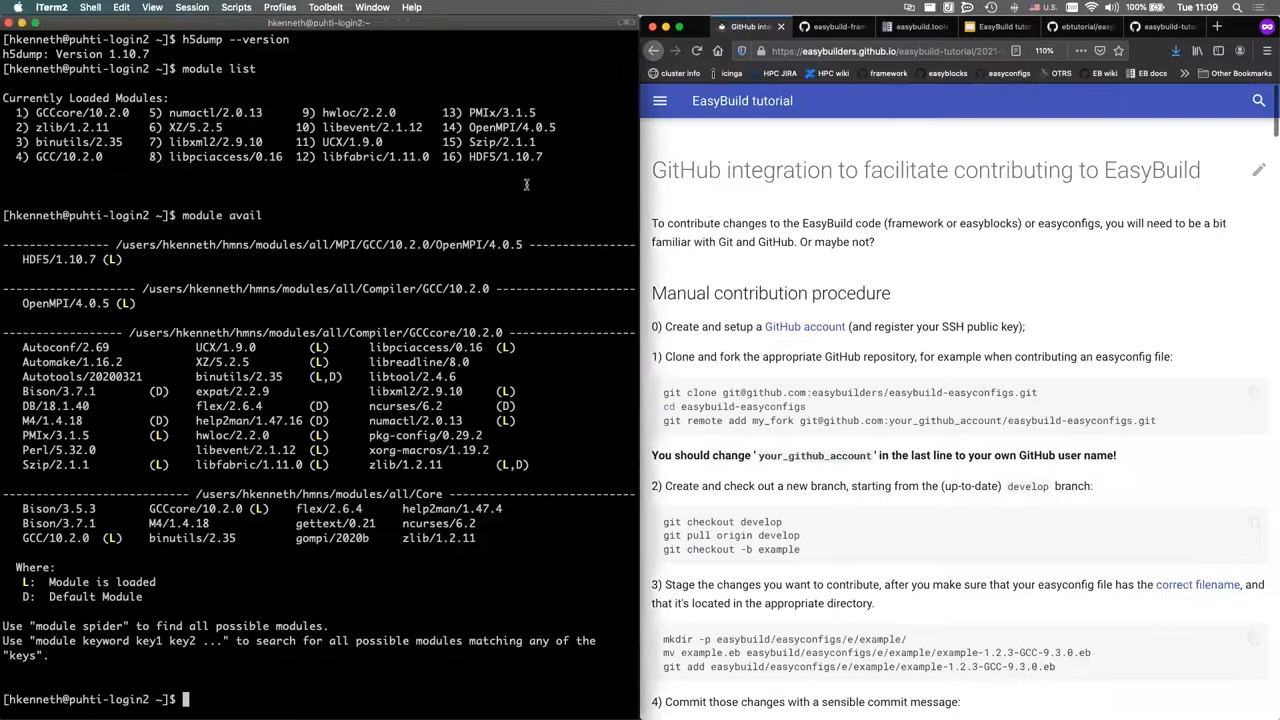 iTerm2 Shell Edit View Session Scripts Profiles Toolbelt Window Help
U.S. 100% Tue 11:09
hkenneth@puhti-login2:~
[hkenneth@puhti-login2 ~]$ h5dump --version
h5dump: Version 1.10.7
[hkenneth@puhti-login2 ~]$ module list
Currently Loaded Modules:
1) GCCcore/10.2.0 5) numactl/2.0.13 9) hwloc/2.2.0 13) PMIx/3.1.5
2) zlib/1.2.11 6) XZ/5.2.5 10) libevent/2.1.12 14) OpenMPI/4.0.5
3) binutils/2.35 7) libxml2/2.9.10 11) UCX/1.9.0 15) Szip/2.1.1
4) GCC/10.2.0 8) libpciaccess/0.16 12) libfabric/1.11.0 16) HDF5/1.10.7
[hkenneth@puhti-login2 ~]$ module avail
---------------- /users/hkenneth/hmns/modules/all/MPI/GCC/10.2.0/OpenMPI/4.0.5 ----------------
HDF5/1.10.7 (L)
-------------------- /users/hkenneth/hmns/modules/all/Compiler/GCC/10.2.0 --------------------
OpenMPI/4.0.5 (L)
------------------ /users/hkenneth/hmns/modules/all/Compiler/GCCcore/10.2.0 ------------------
Autoconf/2.69 UCX/1.9.0 (L) libpciaccess/0.16 (L)
Automake/1.16.2 XZ/5.2.5 (L) libreadline/8.0
Autotools/20200321 binutils/2.35 (L,D) libtool/2.4.6
Bison/3.7.1 (D) expat/2.2.9 libxml2/2.9.10 (L)
DB/18.1.40 flex/2.6.4 (D) ncurses/6.2 (D)
M4/1.4.18 (D) help2man/1.47.16 (D) numactl/2.0.13 (L)
PMIx/3.1.5 (L) hwloc/2.2.0 (L) pkg-config/0.29.2
Perl/5.32.0 libevent/2.1.12 (L) xorg-macros/1.19.2
Szip/2.1.1 (L) libfabric/1.11.0 (L) zlib/1.2.11 (L,D)
---------------------------- /users/hkenneth/hmns/modules/all/Core ----------------------------
Bison/3.5.3 GCCcore/10.2.0 (L) flex/2.6.4 help2man/1.47.4
Bison/3.7.1 M4/1.4.18 gettext/0.21 ncurses/6.2
GCC/10.2.0 (L) binutils/2.35 gompi/2020b zlib/1.2.11
Where:
L: Module is loaded
D: Default Module
Use "module spider" to find all possible modules.
Use "module keyword key1 key2 ..." to search for all possible modules matching any of the
"keys".
[hkenneth@puhti-login2 ~]$
GitHub inte easybuild-fram easybuild.tools EasyBuild tutorial ebtutorial/easyb easybuild-tuto
https://easybuilders.github.io/easybuild-tutorial/2021- 110%
cluster info icinga HPC JIRA HPC wiki framework easyblocks easyconfigs OTRS EB wiki EB docs Other Bookmarks
EasyBuild tutorial
GitHub integration to facilitate contributing to EasyBuild
To contribute changes to the EasyBuild code (framework or easyblocks) or easyconfigs, you will need to be a bit
familiar with Git and GitHub. Or maybe not?
Manual contribution procedure
0) Create and setup a GitHub account (and register your SSH public key);
1) Clone and fork the appropriate GitHub repository, for example when contributing an easyconfig file:
git clone git@github.com:easybuilders/easybuild-easyconfigs.git
cd easybuild-easyconfigs
git remote add my_fork git@github.com:your_github_account/easybuild-easyconfigs.git
You should change 'your_github_account' in the last line to your own GitHub user name!
2) Create and check out a new branch, starting from the (up-to-date) develop branch:
git checkout develop
git pull origin develop
git checkout -b example
3) Stage the changes you want to contribute, after you make sure that your easyconfig file has the correct filename, and
that it's located in the appropriate directory.
mkdir -p easybuild/easyconfigs/e/example/
mv example.eb easybuild/easyconfigs/e/example/example-1.2.3-GCC-9.3.0.eb
git add easybuild/easyconfigs/e/example/example-1.2.3-GCC-9.3.0.eb
4) Commit those changes with a sensible commit message: